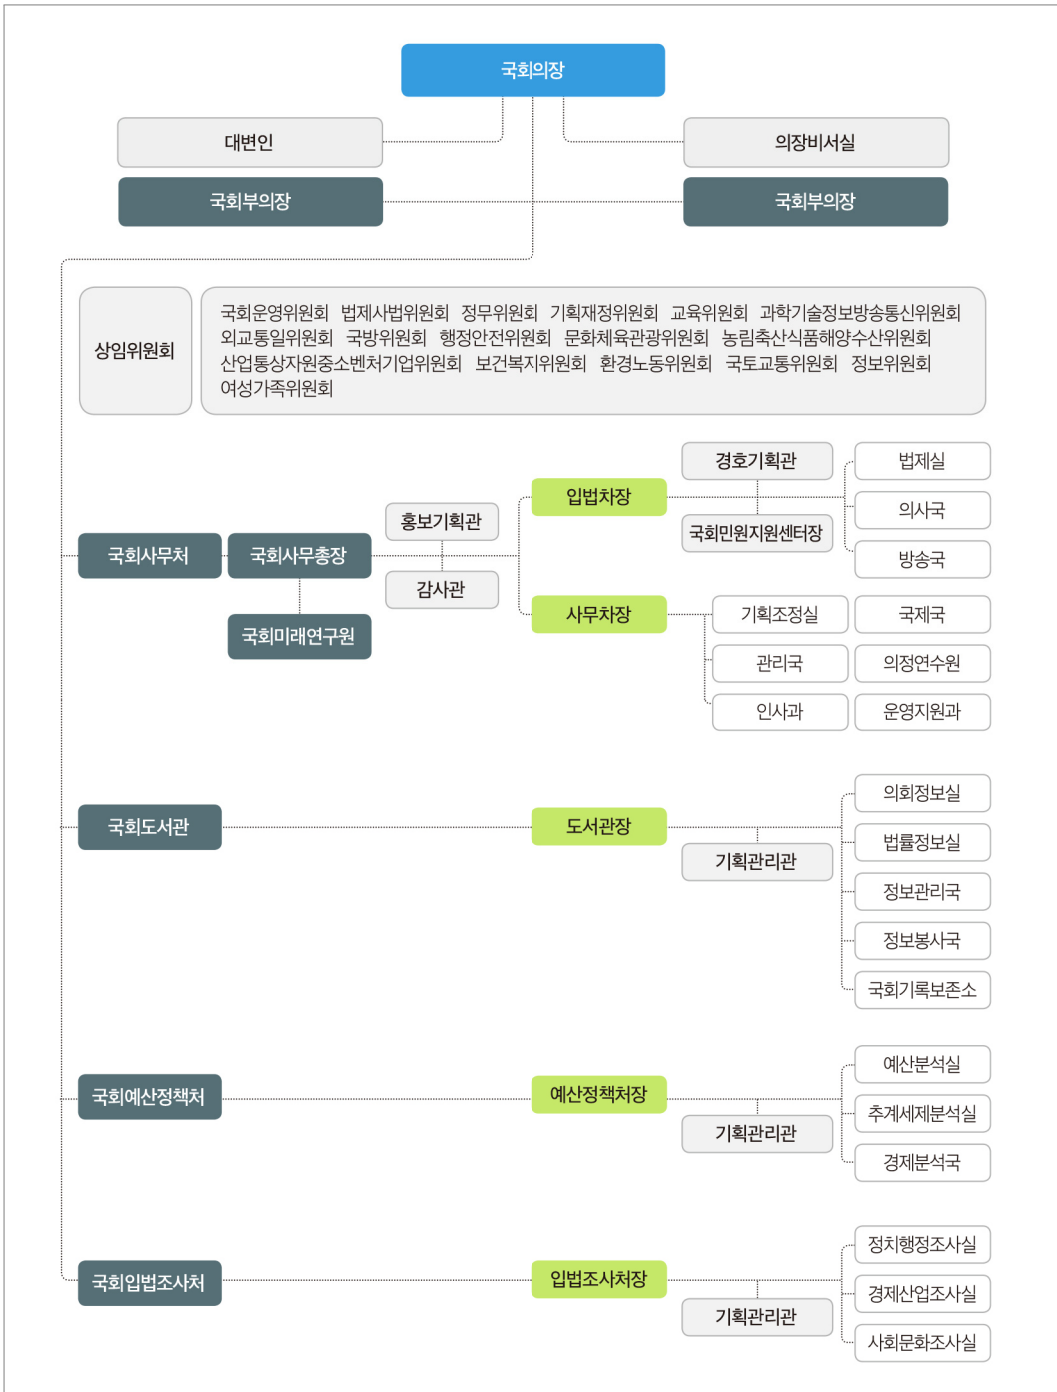 국회의장
대변인
의장비서실
국회부의장
국회부의장
상임위원회
국회운영위원회 법제사법위원회 정무위원회 기획재정위원회 교육위원회 과학기술정보방송통신위원회
외교통일위원회 국방위원회 행정안전위원회 문화체육관광위원회 농림축산식품해양수산위원회
산업통상자원중소벤처기업위원회 보건복지위원회 환경노동위원회 국토교통위원회 정보위원회
여성가족위원회
국회사무처
국회사무총장
국회미래연구원
홍보기획관
감사관
입법차장
경호기획관
국회민원지원센터장
법제실
의사국
방송국
사무차장
기획조정실
국제국
관리국
의정연수원
인사과
운영지원과
국회도서관
도서관장
기획관리관
의회정보실
법률정보실
정보관리국
정보봉사국
국회기록보존소
국회예산정책처
예산정책처장
기획관리관
예산분석실
추계세제분석실
경제분석국
국회입법조사처
입법조사처장
기획관리관
정치행정조사실
경제산업조사실
사회문화조사실